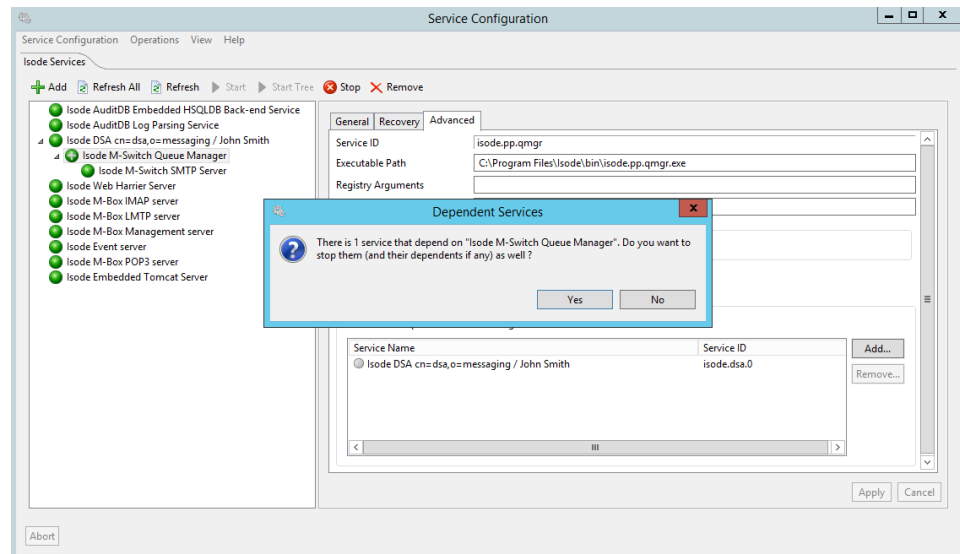 Service Configuration
Service Configuration Operations View Help
Isode Services
Add Refresh All Refresh Start Start Tree Stop Remove
Isode AuditDB Embedded HSQLDB Back-end Service
Isode AuditDB Log Parsing Service
Isode DSA cn=dsa,o=messaging / John Smith
Isode M-Switch Queue Manager
Isode M-Switch SMTP Server
Isode Web Harrier Server
Isode M-Box IMAP server
Isode M-Box LMTP server
Isode M-Box Management server
Isode Event server
Isode M-Box POP3 server
Isode Embedded Tomcat Server
General Recovery Advanced
Service ID isode.pp.qmgr
Executable Path C:\Program Files\Isode\bin\isode.pp.qmgr.exe
Registry Arguments
Dependent Services
There is 1 service that depend on "Isode M-Switch Queue Manager". Do you want to
stop them (and their dependents if any) as well ?
Yes No
Service Name Service ID
Isode DSA cn=dsa,o=messaging / John Smith isode.dsa.0
Add...
Remove...
Apply Cancel
Abort